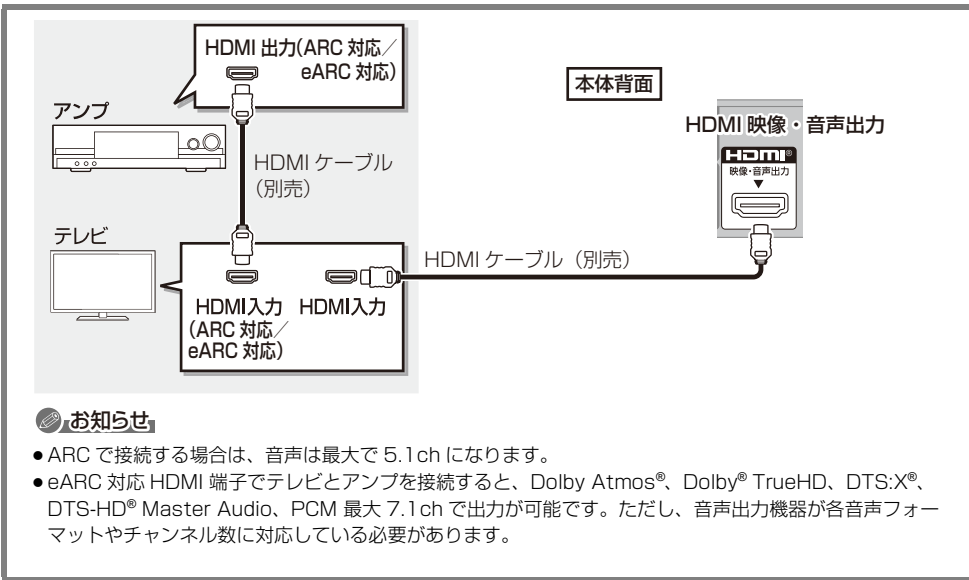 HDMI 出力(ARC 対応／
eARC 対応)
本体背面
アンプ
HDMI 映像・音声出力
HDMI®
映像・音声出力
HDMI ケーブル
（別売）
テレビ
HDMI ケーブル（別売）
HDMI入力
(ARC 対応／
eARC 対応)
HDMI入力
お知らせ
● ARC で接続する場合は、音声は最大で 5.1ch になります。
● eARC 対応 HDMI 端子でテレビとアンプを接続すると、Dolby Atmos®、Dolby® TrueHD、DTS:X®、
DTS-HD® Master Audio、PCM 最大 7.1ch で出力が可能です。ただし、音声出力機器が各音声フォー
マットやチャンネル数に対応している必要があります。